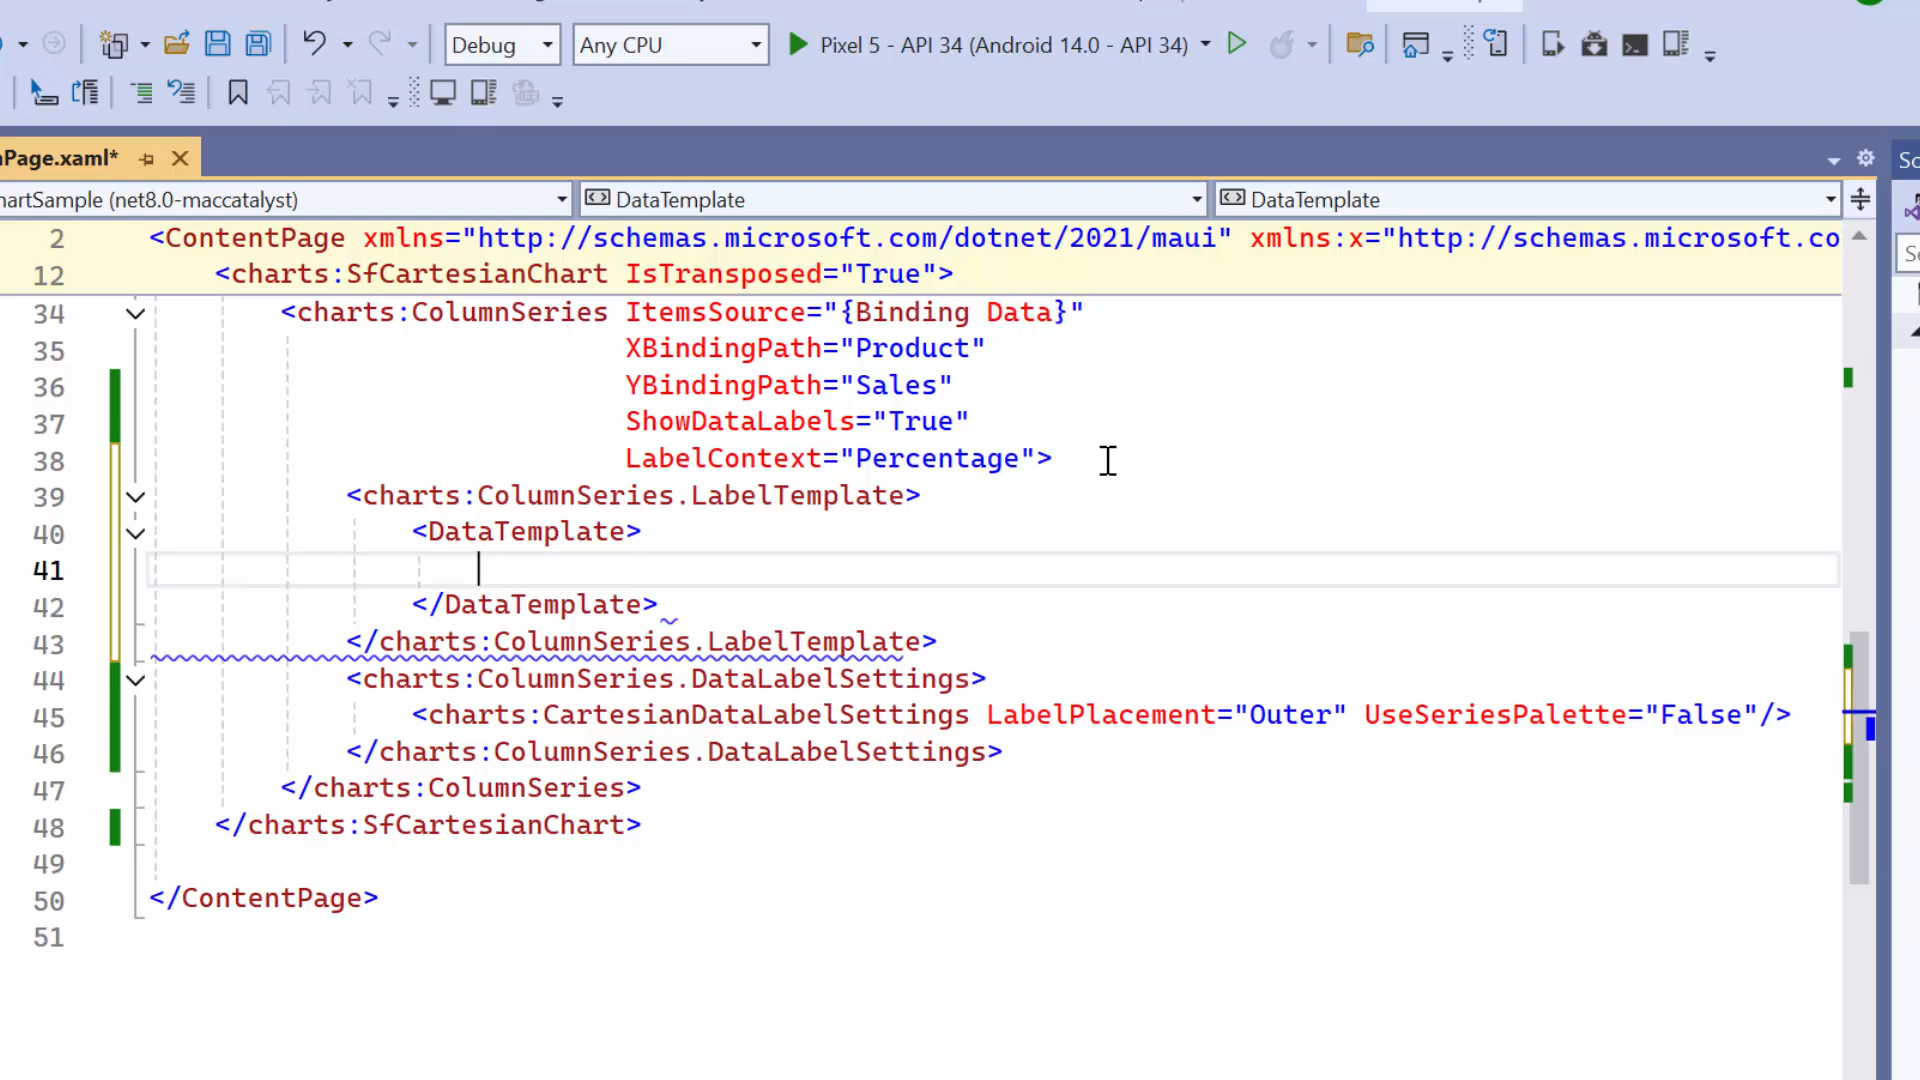 Debug
Any CPU
Pixel 5 - API 34 (Android 14.0 - API 34)
Page.xaml*
artSample (net8.0-maccatalyst)
DataTemplate
DataTemplate
2 <ContentPage xmlns="http://schemas.microsoft.com/dotnet/2021/maui" xmlns:x="http://schemas.microsoft.co
12 <charts:SfCartesianChart IsTransposed="True">
34 <charts:ColumnSeries ItemsSource="{Binding Data}"
35 XBindingPath="Product"
36 YBindingPath="Sales"
37 ShowDataLabels="True"
38 LabelContext="Percentage">
39 <charts:ColumnSeries.LabelTemplate>
40 <DataTemplate>
41
42 </DataTemplate>
43 </charts:ColumnSeries.LabelTemplate>
44 <charts:ColumnSeries.DataLabelSettings>
45 <charts:CartesianDataLabelSettings LabelPlacement="Outer" UseSeriesPalette="False"/>
46 </charts:ColumnSeries.DataLabelSettings>
47 </charts:ColumnSeries>
48 </charts:SfCartesianChart>
49
50 </ContentPage>
51